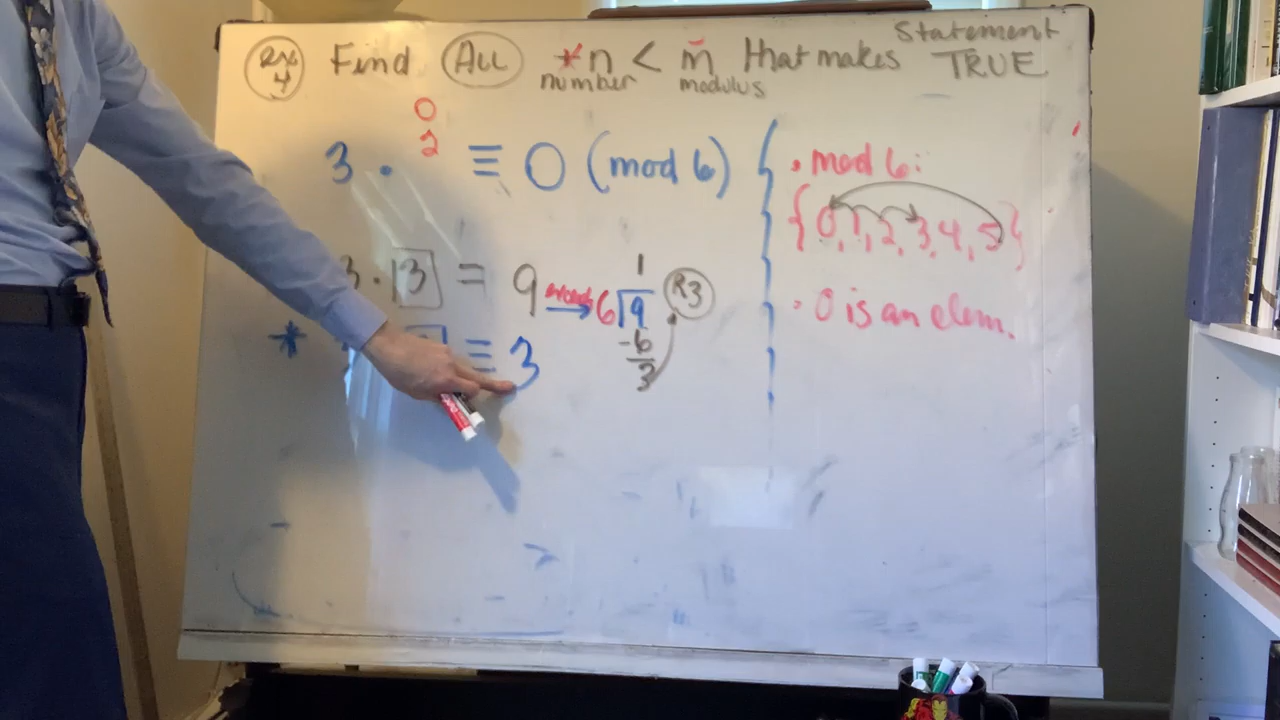 Ex 4 Find ALL *n < m that makes Statement TRUE
number modulus
0
2
3 · ≡ 0 (mod 6)
3 · 3 = 9 → 6 9 1 R3
-6
3
* ≡ 3
• mod 6:
{0, 1, 2, 3, 4, 5}
• 0 is an elem.